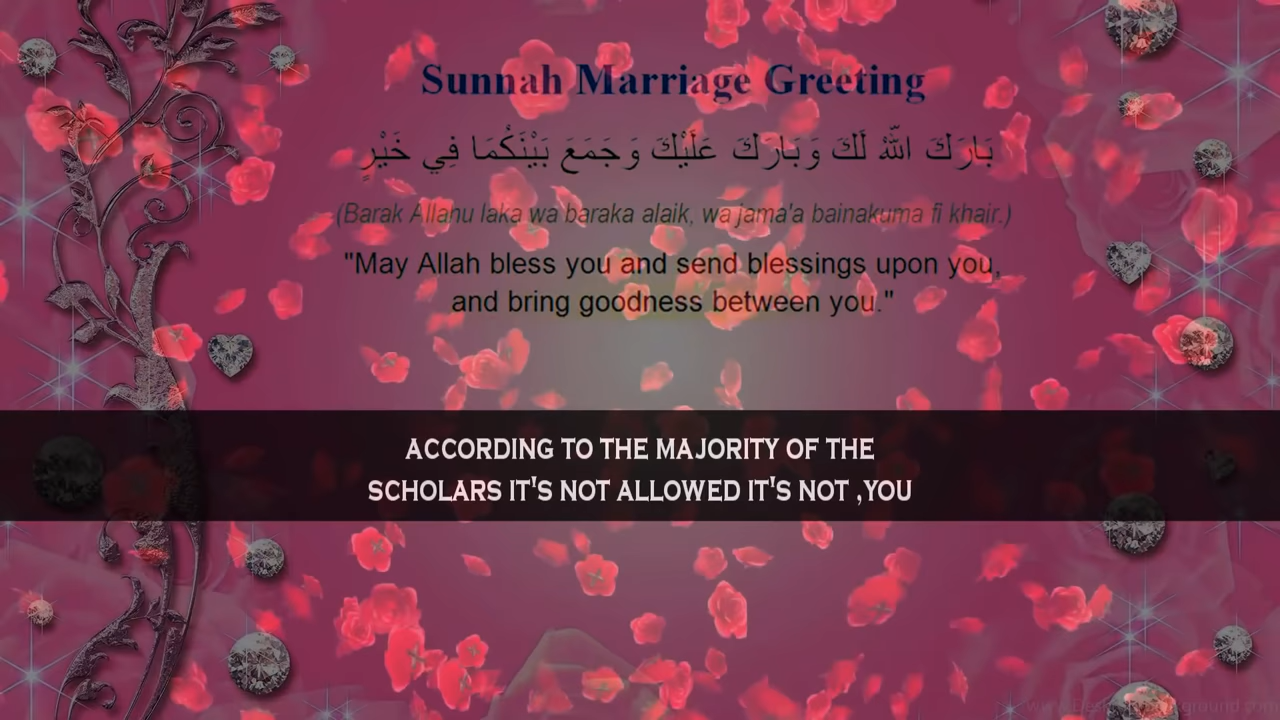 Sunnah Marriage Greeting
بَارَكَ اللهُ لَكَ وَبَارَكَ عَلَيْكَ وَجَمَعَ بَيْنَكُمَا فِي خَيْرٍ
(Barak Allahu laka wa baraka alaik, wa jama'a bainakuma fi khair.)
"May Allah bless you and send blessings upon you,
and bring goodness between you."
ACCORDING TO THE MAJORITY OF THE
SCHOLARS IT'S NOT ALLOWED IT'S NOT ,YOU